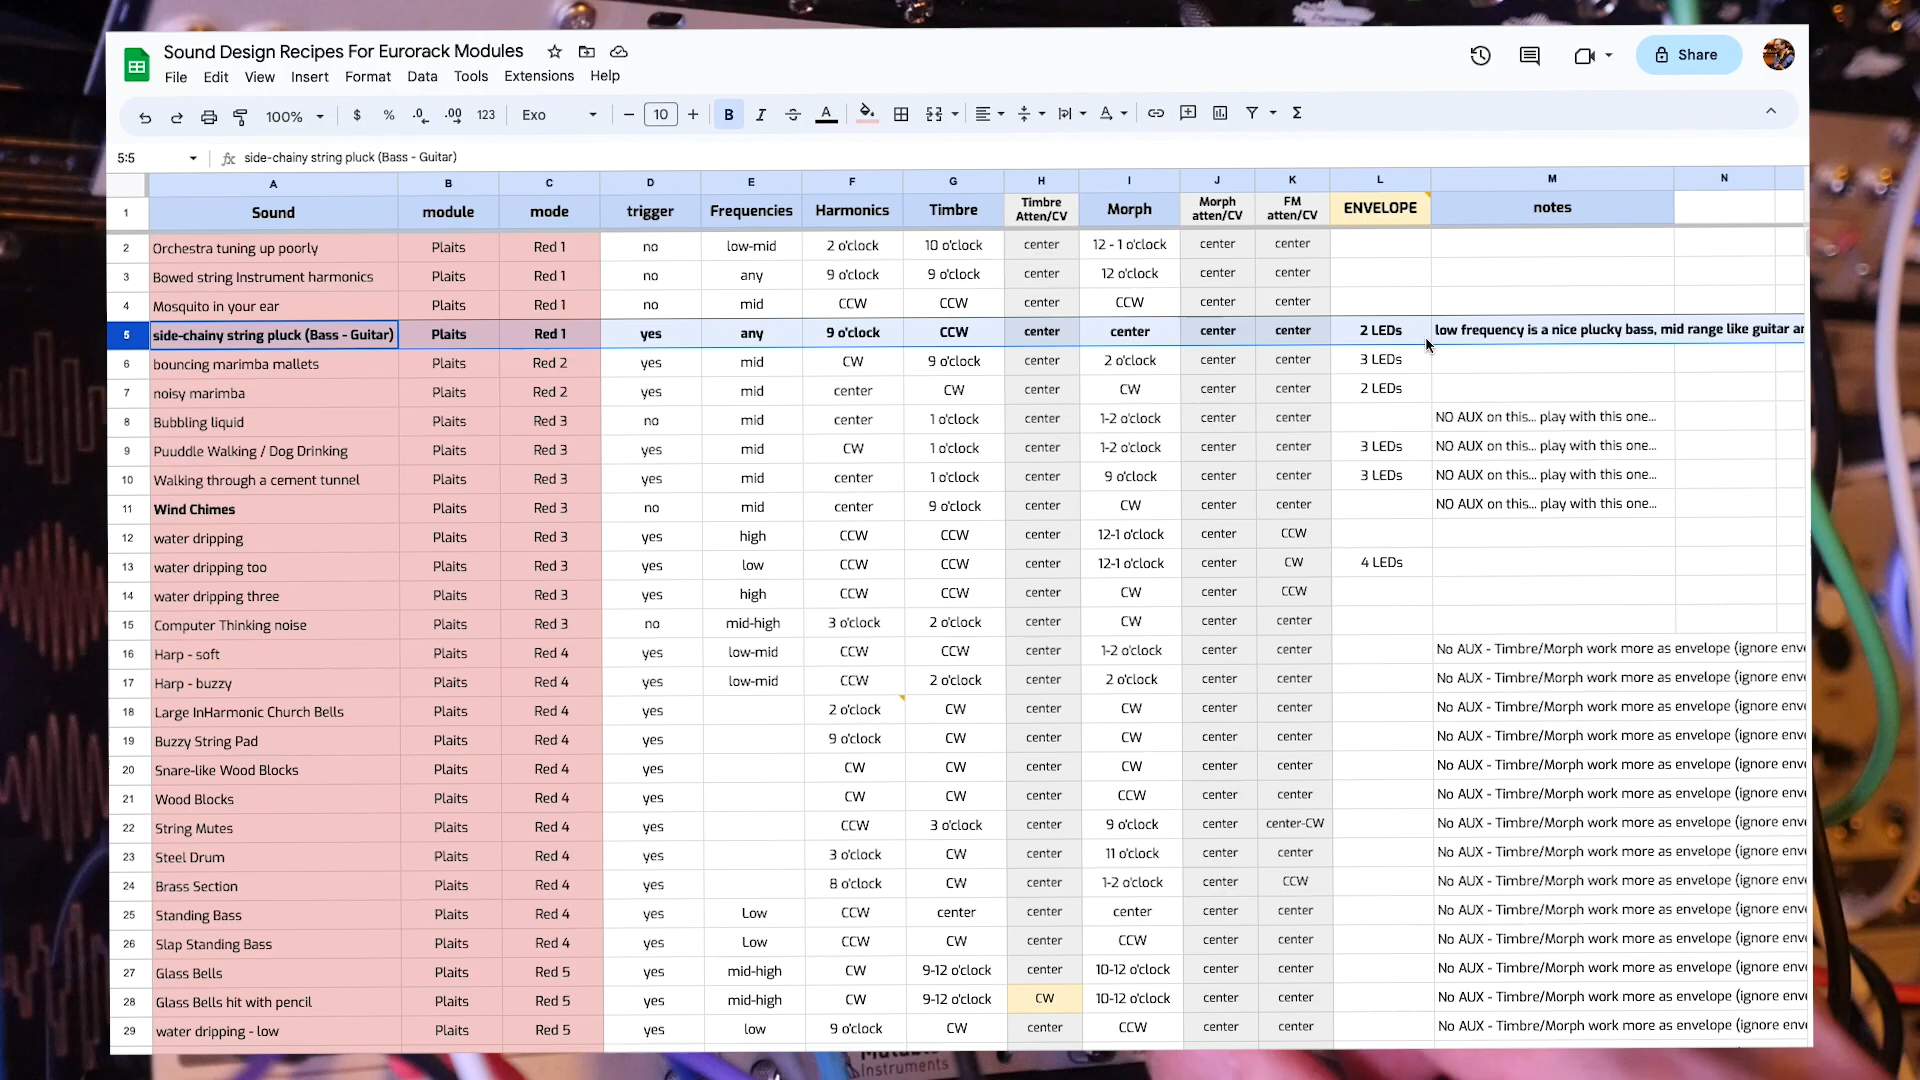 Sound Design Recipes For Eurorack Modules
File Edit View Insert Format Data Tools Extensions Help
Share
100% $ % .0 .00 123 Exo 10 B I A A Σ
5:5 fx side-chainy string pluck (Bass - Guitar)
A B C D E F G H I J K L M N
1 Sound module mode trigger Frequencies Harmonics Timbre Timbre Atten/CV Morph Morph atten/CV FM atten/CV ENVELOPE notes
2 Orchestra tuning up poorly Plaits Red 1 no low-mid 2 o'clock 10 o'clock center 12 - 1 o'clock center center
3 Bowed string Instrument harmonics Plaits Red 1 no any 9 o'clock 9 o'clock center 12 o'clock center center
4 Mosquito in your ear Plaits Red 1 no mid CCW CCW center CCW center center
5 side-chainy string pluck (Bass - Guitar) Plaits Red 1 yes any 9 o'clock CCW center center center center 2 LEDs low frequency is a nice plucky bass, mid range like guitar ar
6 bouncing marimba mallets Plaits Red 2 yes mid CW 9 o'clock center 2 o'clock center center 3 LEDs
7 noisy marimba Plaits Red 2 yes mid center CW center CW center center 2 LEDs
8 Bubbling liquid Plaits Red 3 no mid center 1 o'clock center 1-2 o'clock center center NO AUX on this... play with this one...
9 Puuddle Walking / Dog Drinking Plaits Red 3 yes mid CW 1 o'clock center 1-2 o'clock center center 3 LEDs NO AUX on this... play with this one...
10 Walking through a cement tunnel Plaits Red 3 yes mid center 1 o'clock center 9 o'clock center center 3 LEDs NO AUX on this... play with this one...
11 Wind Chimes Plaits Red 3 no mid center 9 o'clock center CW center center NO AUX on this... play with this one...
12 water dripping Plaits Red 3 yes high CCW CCW center 12-1 o'clock center CCW
13 water dripping too Plaits Red 3 yes low CCW CCW center 12-1 o'clock center CW 4 LEDs
14 water dripping three Plaits Red 3 yes high CCW CCW center CW center CCW
15 Computer Thinking noise Plaits Red 3 no mid-high 3 o'clock 2 o'clock center CW center center
16 Harp - soft Plaits Red 4 yes low-mid CCW CCW center 1-2 o'clock center center No AUX - Timbre/Morph work more as envelope (ignore enve
17 Harp - buzzy Plaits Red 4 yes low-mid CCW 2 o'clock center 2 o'clock center center No AUX - Timbre/Morph work more as envelope (ignore enve
18 Large InHarmonic Church Bells Plaits Red 4 yes 2 o'clock CW center CW center center No AUX - Timbre/Morph work more as envelope (ignore enve
19 Buzzy String Pad Plaits Red 4 yes 9 o'clock CW center CW center center No AUX - Timbre/Morph work more as envelope (ignore enve
20 Snare-like Wood Blocks Plaits Red 4 yes CW CW center CW center center No AUX - Timbre/Morph work more as envelope (ignore enve
21 Wood Blocks Plaits Red 4 yes CW CW center CCW center center No AUX - Timbre/Morph work more as envelope (ignore enve
22 String Mutes Plaits Red 4 yes CCW 3 o'clock center 9 o'clock center center-CW No AUX - Timbre/Morph work more as envelope (ignore enve
23 Steel Drum Plaits Red 4 yes 3 o'clock CW center 11 o'clock center center No AUX - Timbre/Morph work more as envelope (ignore enve
24 Brass Section Plaits Red 4 yes 8 o'clock CW center 1-2 o'clock center CCW No AUX - Timbre/Morph work more as envelope (ignore enve
25 Standing Bass Plaits Red 4 yes Low CCW center center center center center No AUX - Timbre/Morph work more as envelope (ignore enve
26 Slap Standing Bass Plaits Red 4 yes Low CCW CW center CCW center center No AUX - Timbre/Morph work more as envelope (ignore enve
27 Glass Bells Plaits Red 5 yes mid-high CW 9-12 o'clock center 10-12 o'clock center center No AUX - Timbre/Morph work more as envelope (ignore enve
28 Glass Bells hit with pencil Plaits Red 5 yes mid-high CW 9-12 o'clock CW 10-12 o'clock center center No AUX - Timbre/Morph work more as envelope (ignore enve
29 water dripping - low Plaits Red 5 yes low 9 o'clock CW center CCW center center No AUX - Timbre/Morph work more as envelope (ignore enve
Instruments